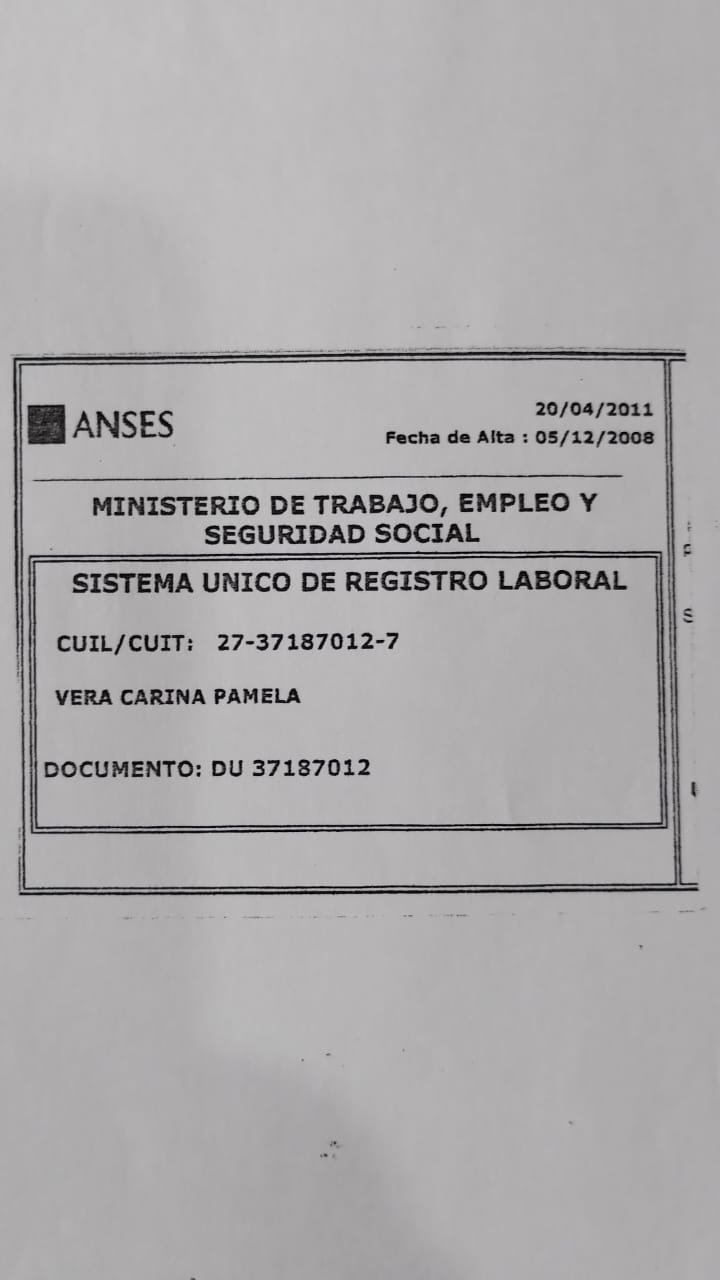 ANSES
20/04/2011
Fecha de Alta : 05/12/2008
MINISTERIO DE TRABAJO, EMPLEO Y
SEGURIDAD SOCIAL
SISTEMA UNICO DE REGISTRO LABORAL
CUIL/CUIT: 27-37187012-7
VERA CARINA PAMELA
DOCUMENTO: DU 37187012